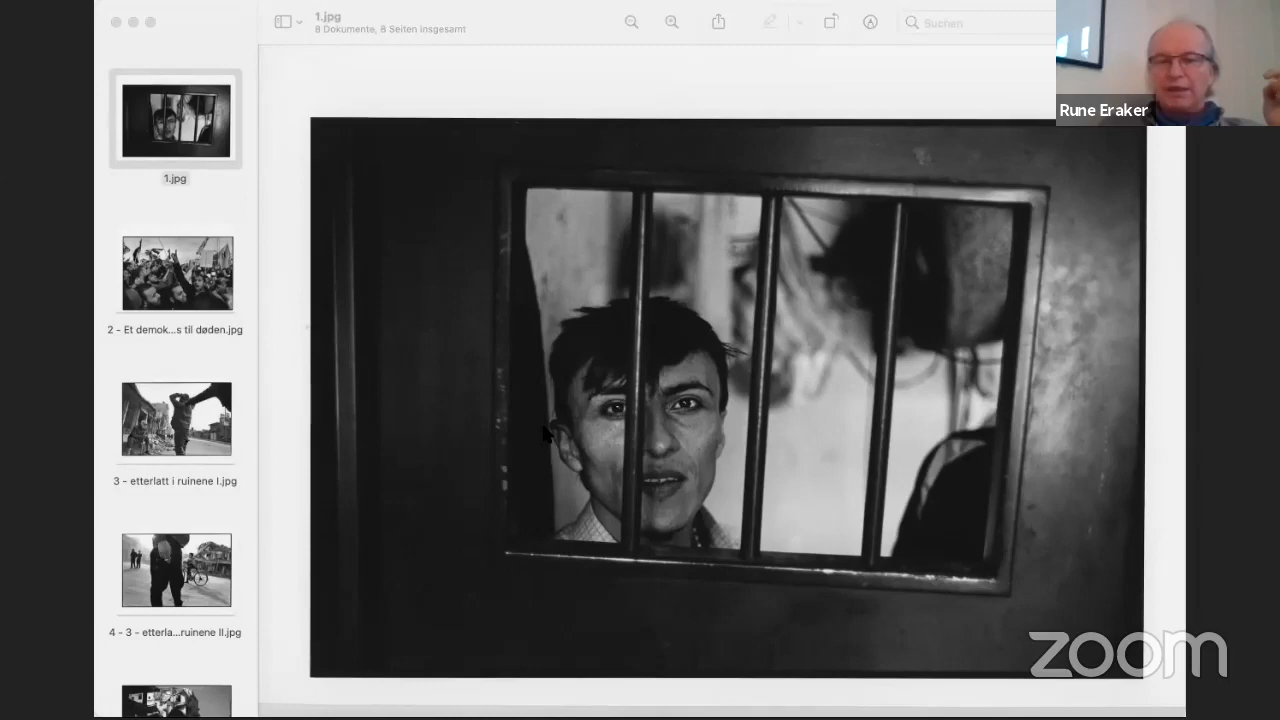 1.jpg
8 Dokumente, 8 Seiten insgesamt
Suchen
Rune Eraker
1.jpg
2 - Et demok...s til døden.jpg
3 - etterlatt i ruinene I.jpg
4 - 3 - etterla...ruinene II.jpg
zoom